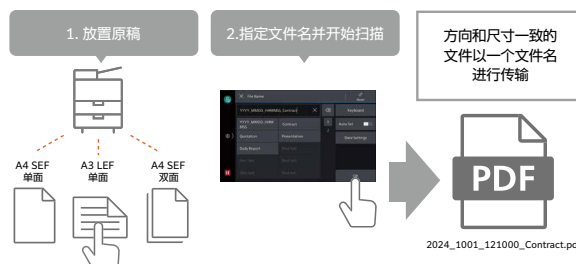 1. 放置原稿
2.指定文件名并开始扫描
方向和尺寸一致的
文件以一个文件名
进行传输
File Name
YYYY_MMDD_HHMMSS_Contract
Keyboard
YYYY_MMDD_HHM
MSS
Contract
Auto Set
Quotation
Presentation
Save Settings
Daily Report
A4 SEF
单面
A3 LEF
单面
A4 SEF
双面
PDF
2024_1001_121000_Contract.pc